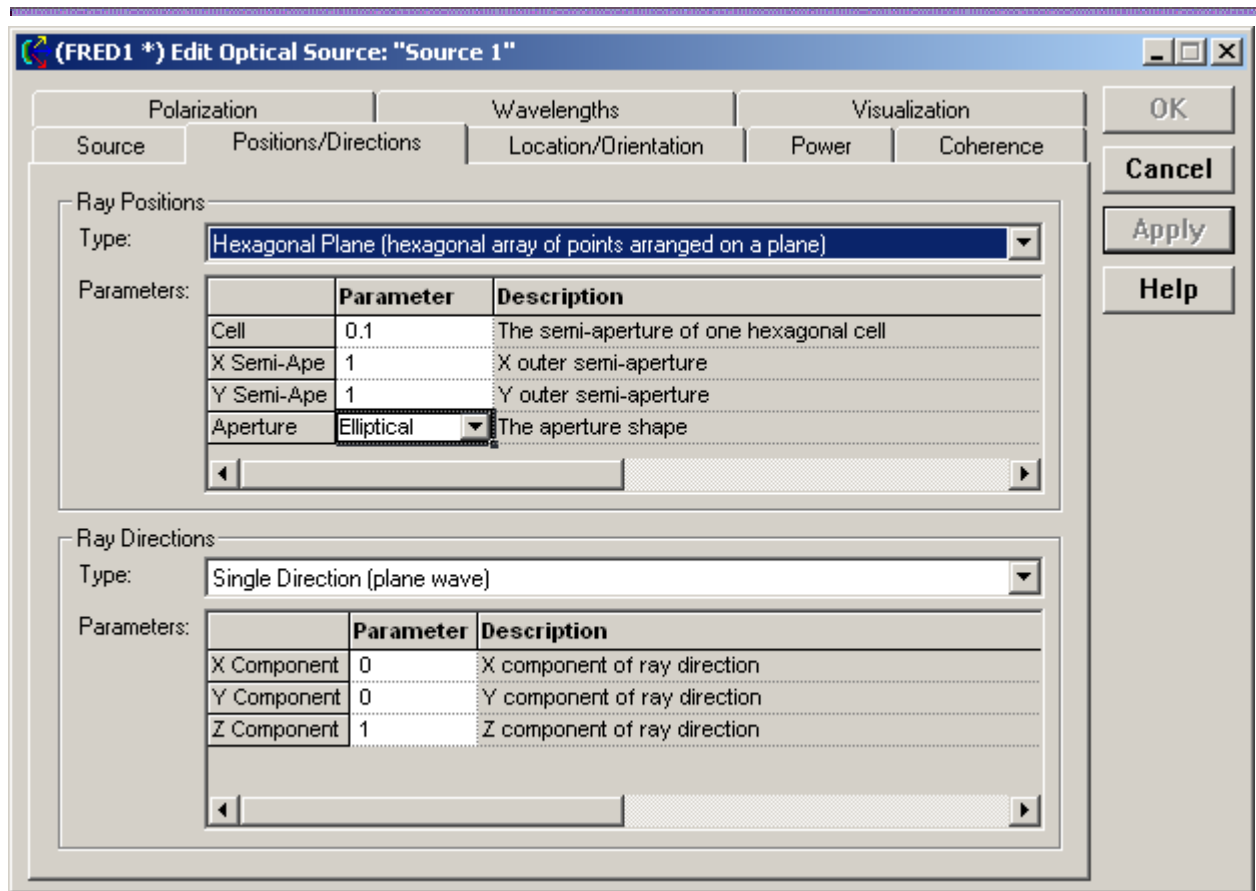 (FRED1 *) Edit Optical Source: "Source 1"
Polarization Wavelengths Visualization
Source Positions/Directions Location/Orientation Power Coherence
OK
Cancel
Apply
Help
Ray Positions
Type: Hexagonal Plane (hexagonal array of points arranged on a plane)
Parameters: Parameter Description
Cell 0.1 The semi-aperture of one hexagonal cell
X Semi-Ape 1 X outer semi-aperture
Y Semi-Ape 1 Y outer semi-aperture
Aperture Elliptical The aperture shape
Ray Directions
Type: Single Direction (plane wave)
Parameters: Parameter Description
X Component 0 X component of ray direction
Y Component 0 Y component of ray direction
Z Component 1 Z component of ray direction